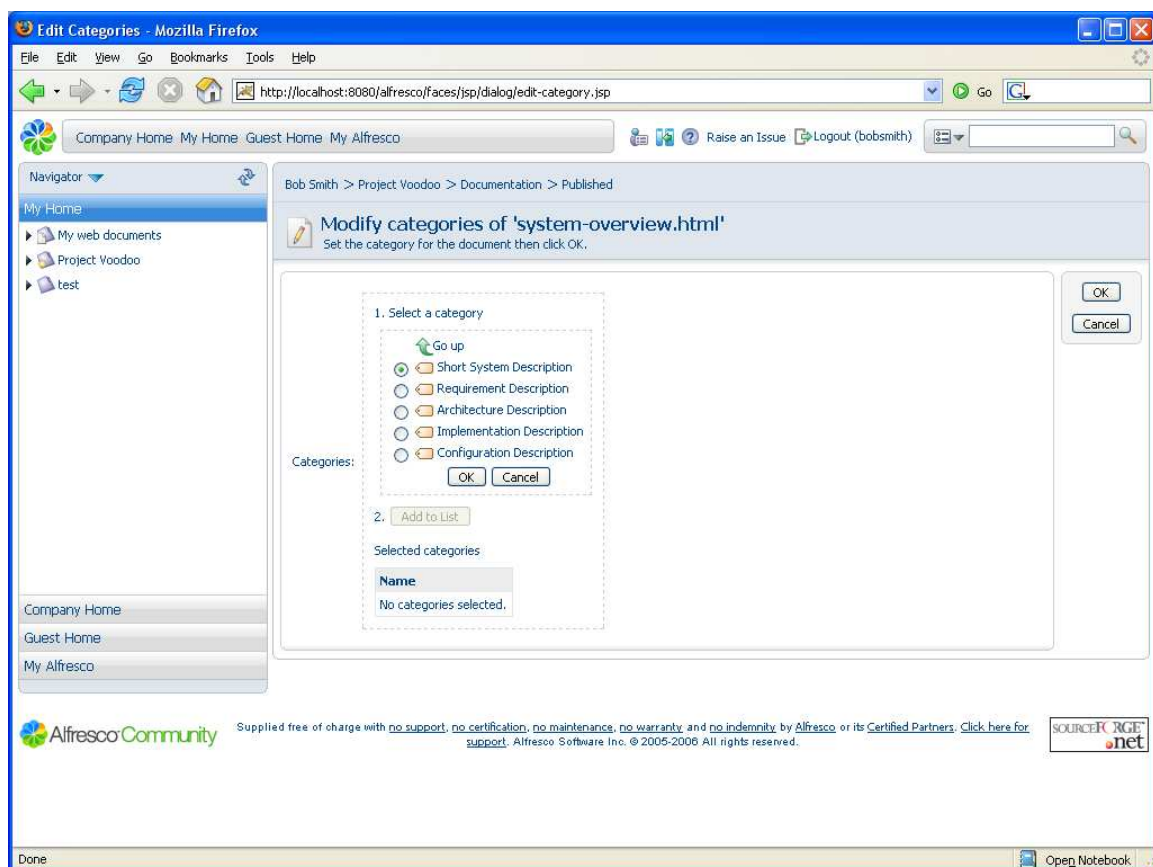 Edit Categories - Mozilla Firefox
File Edit View Go Bookmarks Tools Help
http://localhost:8080/alfresco/faces/jsp/dialog/edit-category.jsp
Go
Company Home My Home Guest Home My Alfresco
Raise an Issue Logout (bobsmith)
Navigator
My Home
My web documents
Project Voodoo
test
Company Home
Guest Home
My Alfresco
Bob Smith > Project Voodoo > Documentation > Published
Modify categories of 'system-overview.html'
Set the category for the document then click OK.
Categories:
1. Select a category
Go up
Short System Description
Requirement Description
Architecture Description
Implementation Description
Configuration Description
OK Cancel
2. Add to List
Selected categories
Name
No categories selected.
OK
Cancel
Alfresco Community
Supplied free of charge with no support, no certification, no maintenance, no warranty and no indemnity by Alfresco or its Certified Partners. Click here for
support. Alfresco Software Inc. © 2005-2006 All rights reserved.
SOURCEFORGE
.net
Done
Open Notebook